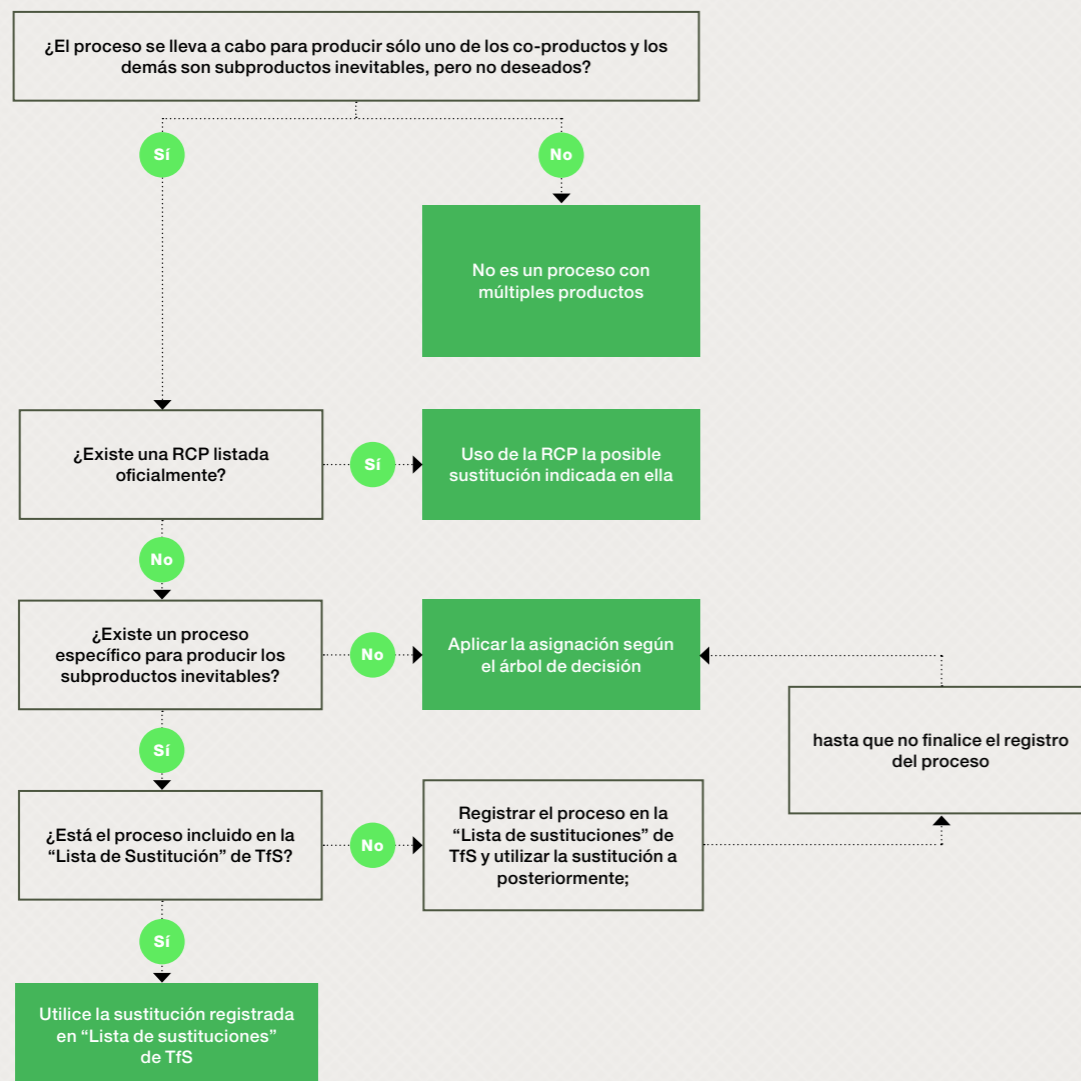 ¿El proceso se lleva a cabo para producir sólo uno de los co-productos y los
demás son subproductos inevitables, pero no deseados?
Sí
No
No es un proceso con
múltiples productos
¿Existe una RCP listada
oficialmente?
Sí
Uso de la RCP la posible
sustitución indicada en ella
No
¿Existe un proceso
específico para producir los
subproductos inevitables?
No
Aplicar la asignación según
el árbol de decisión
hasta que no finalice el registro
del proceso
Sí
¿Está el proceso incluido en la
“Lista de Sustitución” de TfS?
No
Registrar el proceso en la
“Lista de sustituciones” de
TfS y utilizar la sustitución a
posteriormente;
Sí
Utilice la sustitución registrada
en “Lista de sustituciones”
de TfS